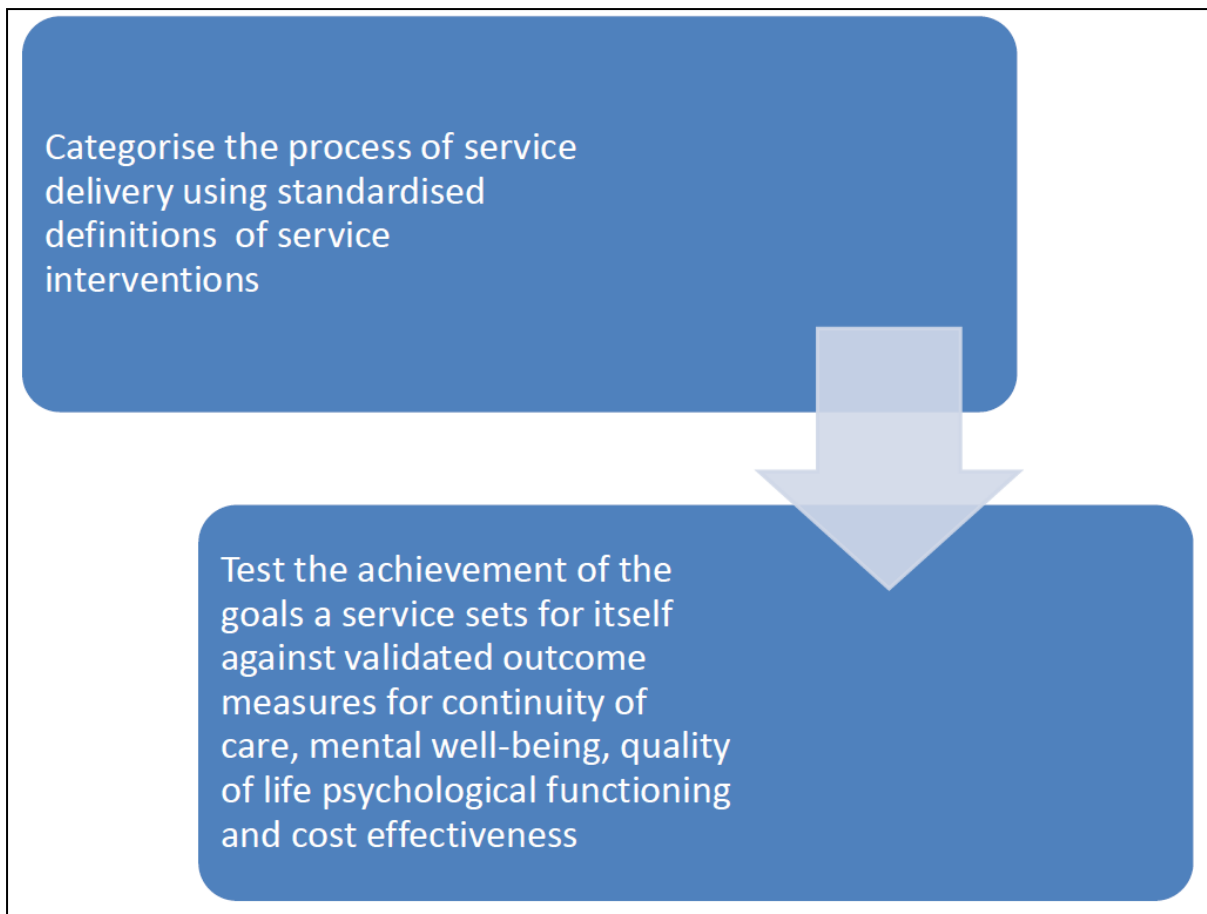 Categorise the process of service
delivery using standardised
definitions  of service
interventions
Test the achievement of the
goals a service sets for itself
against validated outcome
measures for continuity of
care, mental well-being, quality
of life psychological functioning
and cost effectiveness